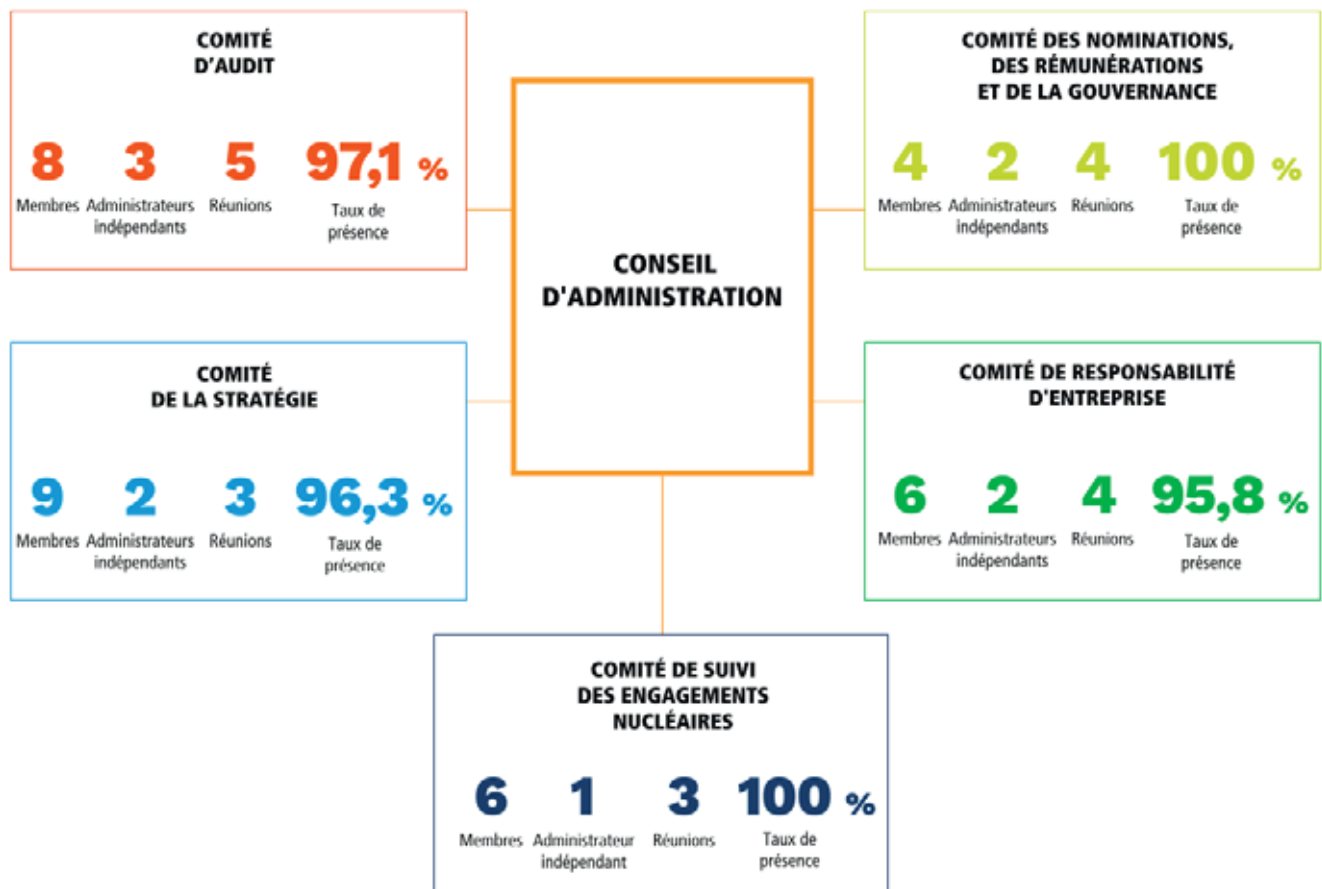 COMITÉ
D'AUDIT
8 3 5 97,1 %
Membres Administrateurs indépendants Réunions Taux de présence
COMITÉ DES NOMINATIONS,
DES RÉMUNÉRATIONS
ET DE LA GOUVERNANCE
4 2 4 100 %
Membres Administrateurs indépendants Réunions Taux de présence
CONSEIL
D'ADMINISTRATION
COMITÉ
DE LA STRATÉGIE
9 2 3 96,3 %
Membres Administrateurs indépendants Réunions Taux de présence
COMITÉ DE RESPONSABILITÉ
D'ENTREPRISE
6 2 4 95,8 %
Membres Administrateurs indépendants Réunions Taux de présence
COMITÉ DE SUIVI
DES ENGAGEMENTS
NUCLÉAIRES
6 1 3 100 %
Membres Administrateur indépendant Réunions Taux de présence